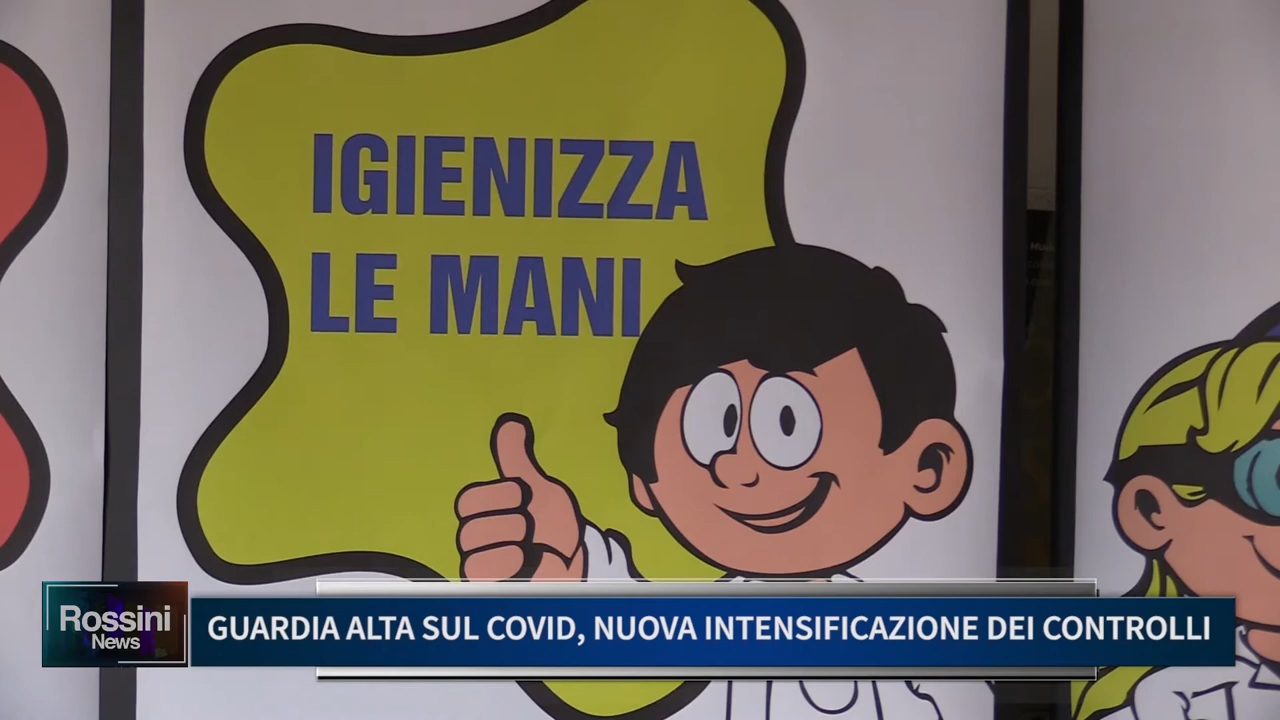 IGIENIZZA
LE MANI
Rossini
News
GUARDIA ALTA SUL COVID, NUOVA INTENSIFICAZIONE DEI CONTROLLI